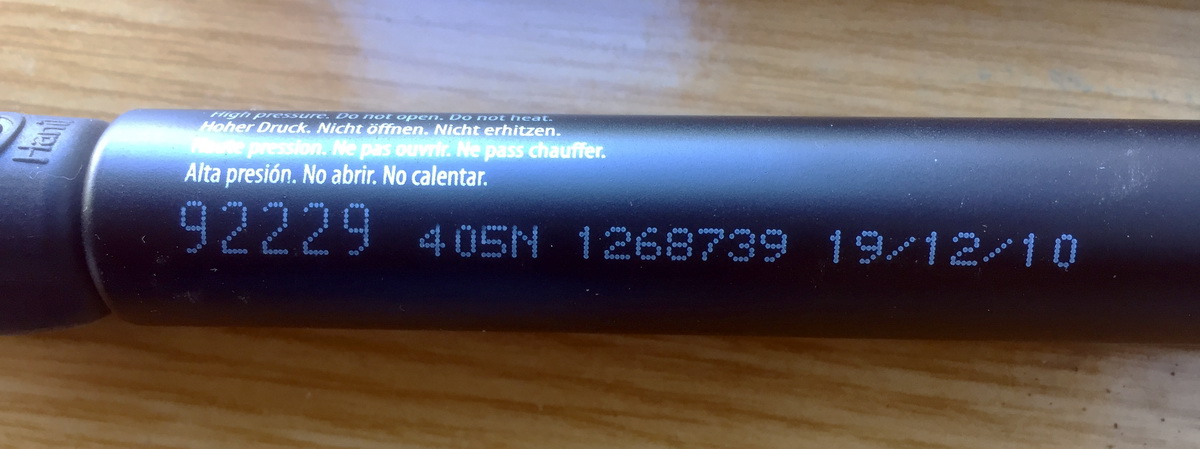 High pressure. Do not open. Do not heat.
Hoher Druck. Nicht öffnen. Nicht erhitzen.
Haute pression. Ne pas ouvrir. Ne pass chauffer.
Alta presión. No abrir. No calentar.
92229 405N 1268739 19/12/10